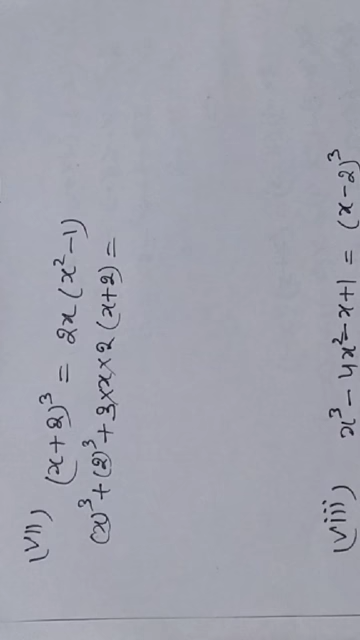 (VII) (x+2)³ = 2x(x²-1)
(x)³+(2)³+3×x×2(x+2) =
(viii) x³-4x²-x+1 = (x-2)³